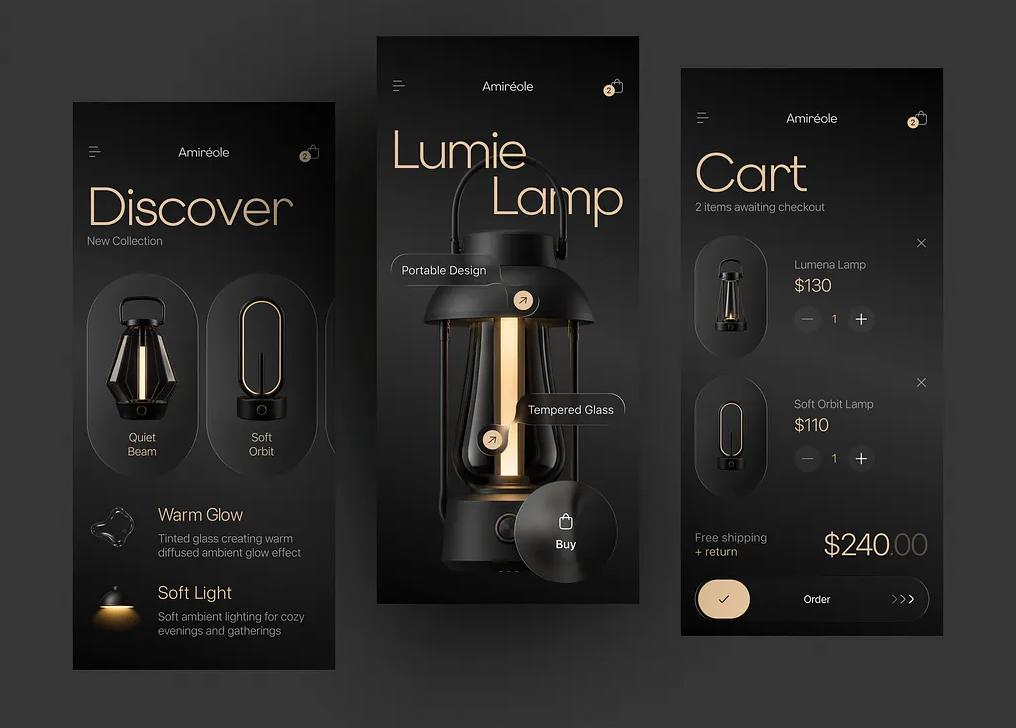 Amiréole
2
Discover
New Collection
Quiet
Beam
Soft
Orbit
Warm Glow
Tinted glass creating warm
diffused ambient glow effect
Soft Light
Soft ambient lighting for cozy
evenings and gatherings
Amiréole
2
Lumie
Lamp
Portable Design
Tempered Glass
Buy
Amiréole
2
Cart
2 items awaiting checkout
Lumena Lamp
$130
1
Soft Orbit Lamp
$110
1
Free shipping
+ return
$240.00
Order